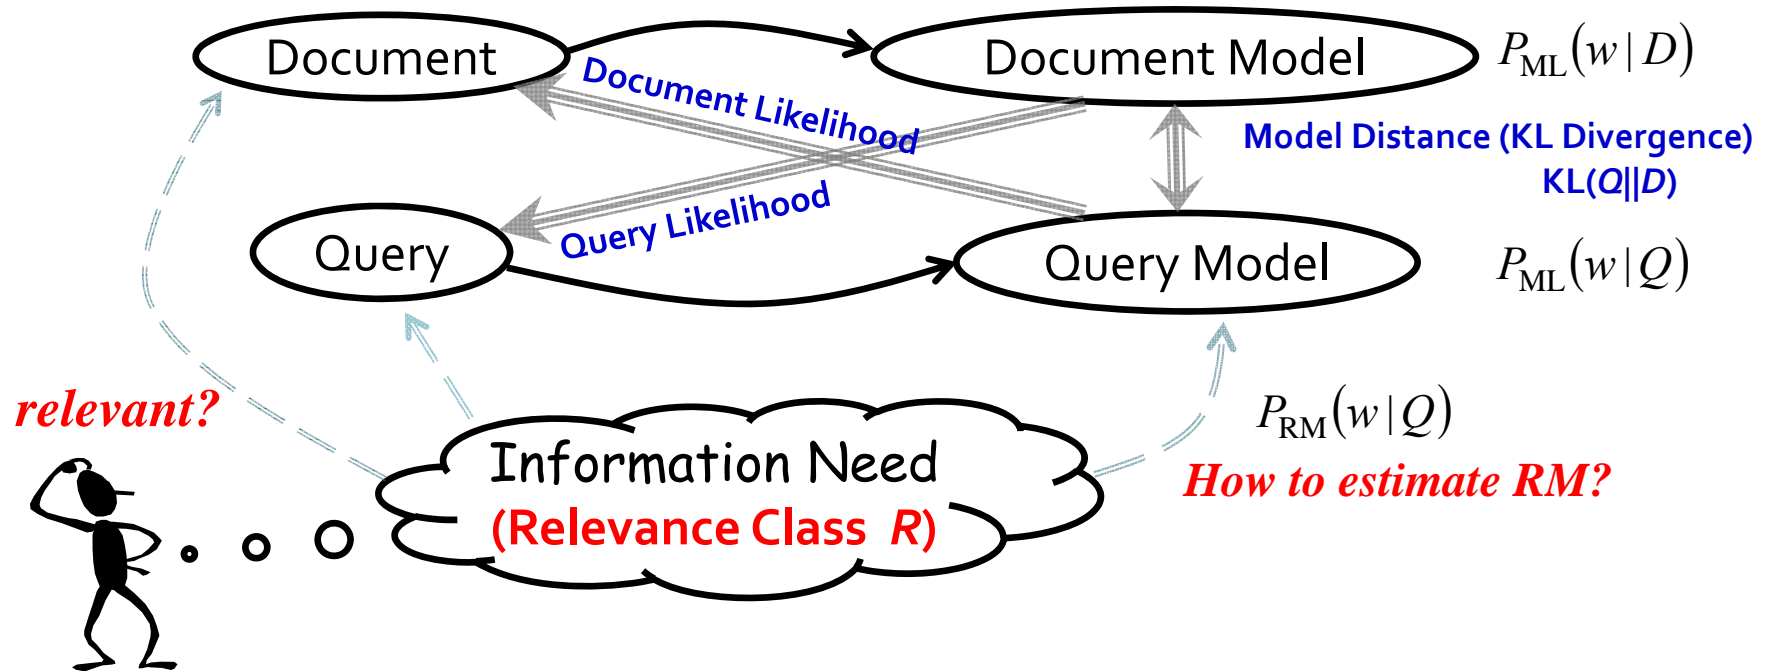 Document
Document Model
P_ML(w | D)
Document Likelihood
Model Distance (KL Divergence)
KL(Q||D)
Query Likelihood
Query
Query Model
P_ML(w | Q)
relevant?
P_RM(w | Q)
Information Need
How to estimate RM?
(Relevance Class R)